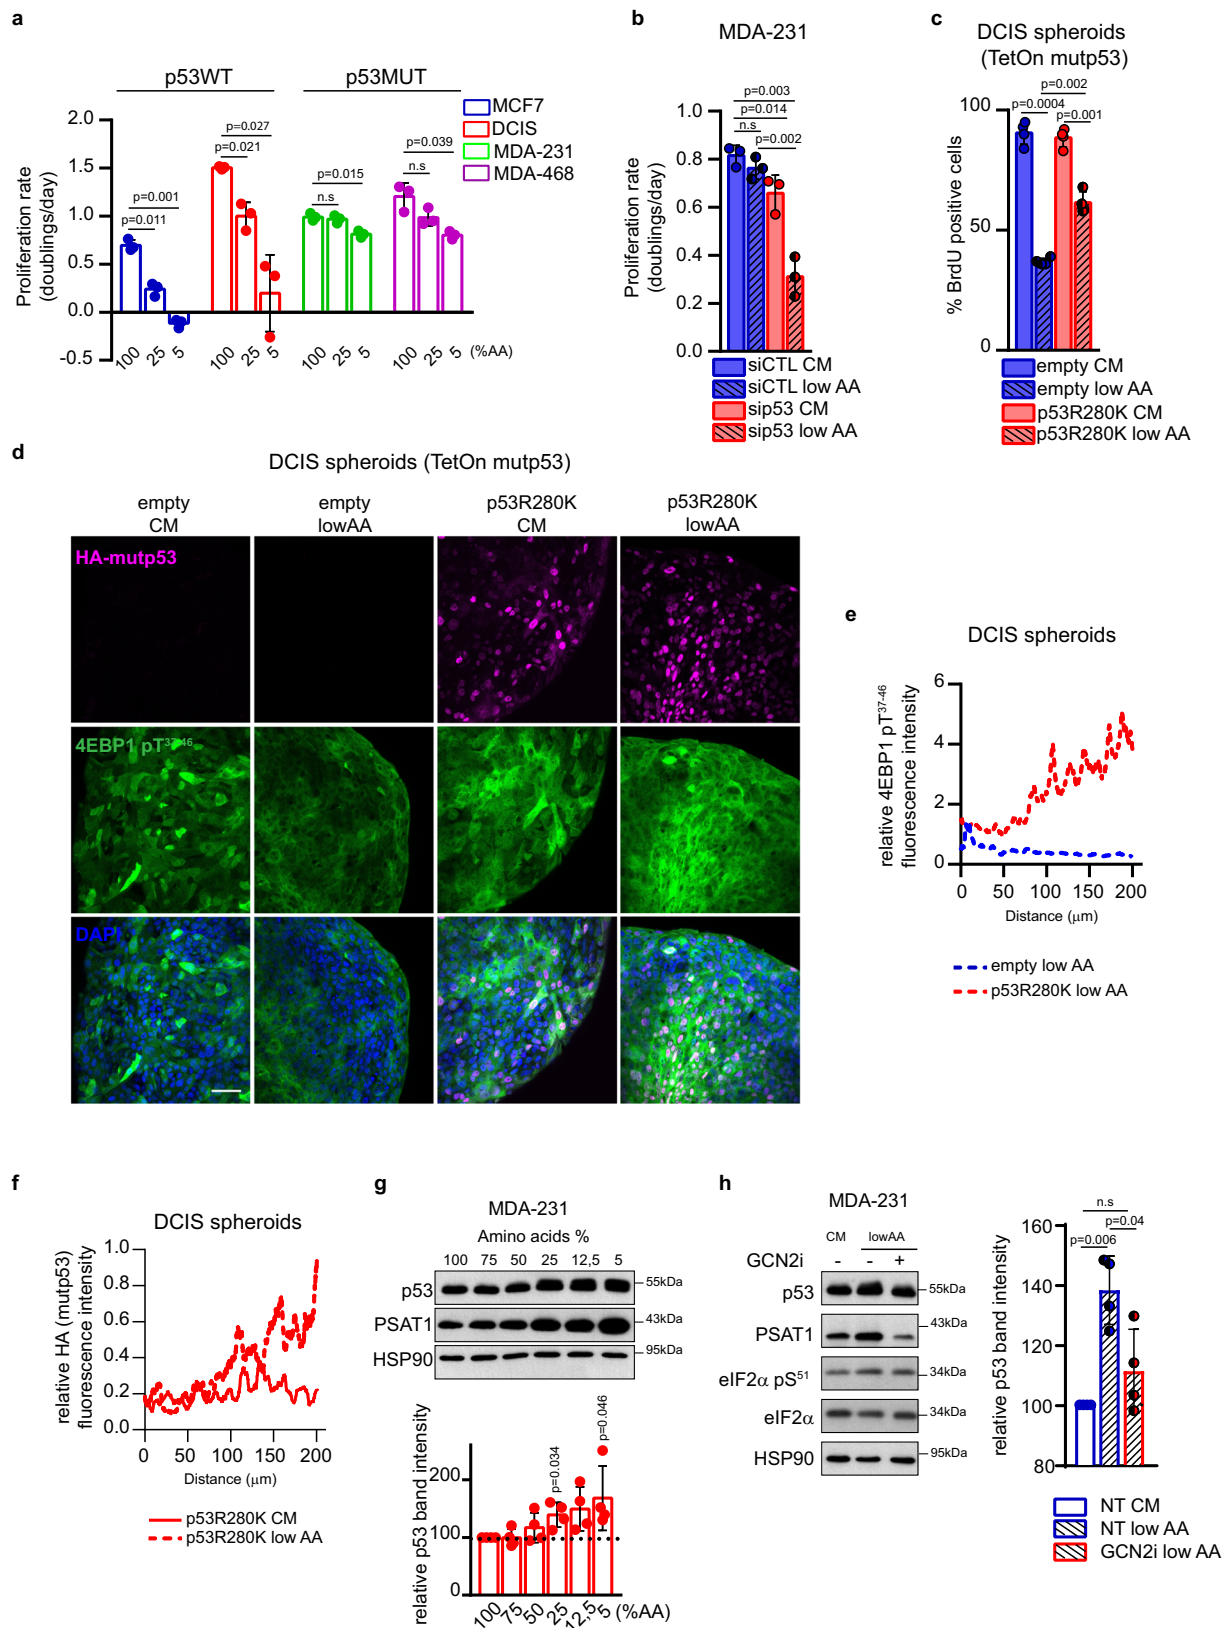 a
p53WT
p53MUT
MCF7
DCIS
MDA-231
MDA-468
Proliferation rate
(doublings/day)
2.0
1.5
1.0
0.5
0.0
-0.5
p=0.001
p=0.011
p=0.027
p=0.021
p=0.015
n.s
p=0.039
n.s
100 25 5 100 25 5 100 25 5 100 25 5 (%AA)
b
MDA-231
Proliferation rate
(doublings/day)
1.0
0.8
0.6
0.4
0.2
0.0
p=0.003
p=0.014
n.s
p=0.002
siCTL CM
siCTL low AA
sip53 CM
sip53 low AA
c
DCIS spheroids
(TetOn mutp53)
% BrdU positive cells
100
50
0
p=0.002
p=0.0004
p=0.001
empty CM
empty low AA
p53R280K CM
p53R280K low AA
d
DCIS spheroids (TetOn mutp53)
empty
CM
empty
lowAA
p53R280K
CM
p53R280K
lowAA
HA-mutp53
4EBP1 pT37-46
DAPI
e
DCIS spheroids
relative 4EBP1 pT37-46
fluorescence intensity
6
4
2
0
0 50 100 150 200
Distance (μm)
empty low AA
p53R280K low AA
f
DCIS spheroids
relative HA (mutp53)
fluorescence intensity
1.0
0.8
0.6
0.4
0.2
0.0
0 50 100 150 200
Distance (μm)
p53R280K CM
p53R280K low AA
g
MDA-231
Amino acids %
100 75 50 25 12,5 5
p53
55kDa
PSAT1
43kDa
HSP90
95kDa
relative p53 band intensity
200
100
0
p=0.034
p=0.046
100 75 50 25 12,5 5 (%AA)
h
MDA-231
CM lowAA
GCN2i - - +
p53
55kDa
PSAT1
43kDa
eIF2α pS51
34kDa
eIF2α
34kDa
HSP90
95kDa
relative p53 band intensity
160
140
120
100
80
n.s
p=0.04
p=0.006
NT CM
NT low AA
GCN2i low AA